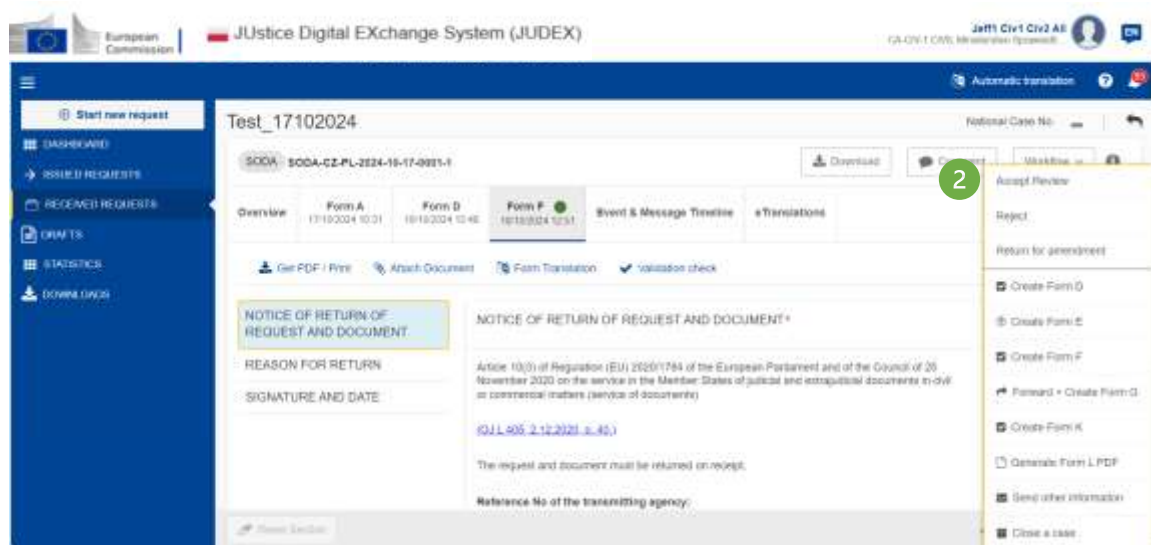 European
Commission
JUstice Digital EXchange System (JUDEX)
Jeff1 Civ1 Civ2 All
EN
Automatic translation
Start new request
DASHBOARD
ISSUED REQUESTS
RECEIVED REQUESTS
DRAFTS
STATISTICS
DOWNLOADS
Test_17102024
National Case No
SODA SODA-CZ-PL-2024-10-17-0001-1
Download
Comment
Workflow
2
Overview
Form A
17/10/2024 10:31
Form D
Form F
Event & Message Timeline
eTranslations
Get PDF / Print
Attach Document
Form Translation
Validation check
NOTICE OF RETURN OF
REQUEST AND DOCUMENT
REASON FOR RETURN
SIGNATURE AND DATE
NOTICE OF RETURN OF REQUEST AND DOCUMENT*
Article 10(3) of Regulation (EU) 2020/1784 of the European Parliament and of the Council of 25
November 2020 on the service in the Member States of judicial and extrajudicial documents in civil
or commercial matters (service of documents)
(OJ L 405, 2.12.2020, p. 40.)
The request and document must be returned on receipt.
Reference No of the transmitting agency:
Reset Section
Accept Review
Reject
Return for amendment
Create Form D
Create Form E
Create Form F
Forward + Create Form G
Create Form K
Generate Form L PDF
Send other information
Close a case